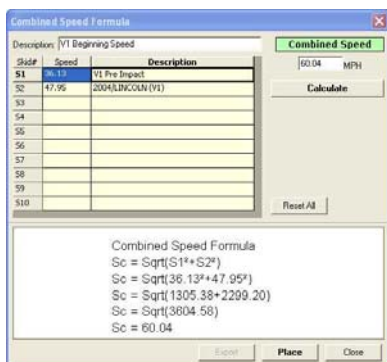 Combined Speed Formula
Description: V1 Beginning Speed
Combined Speed
Skid# Speed Description
60.04 MPH
S1 36.13 V1 Pre Impact
Calculate
S2 47.95 2004/LINCOLN (V1)
S3
S4
S5
S6
S7
S8
S9
S10
Reset All
Combined Speed Formula
Sc = Sqrt(S1²+S2²)
Sc = Sqrt(36.13²+47.95²)
Sc = Sqrt(1305.38+2299.20)
Sc = Sqrt(3604.58)
Sc = 60.04
Export Place Close